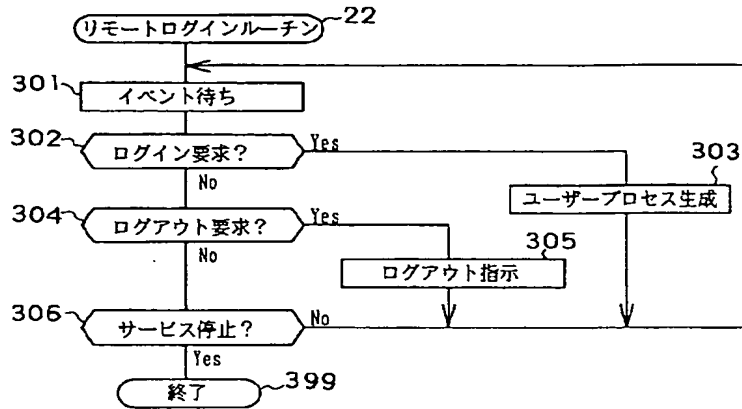 リモートログインルーチン
22
301
イベント待ち
302
ログイン要求？
Yes
No
303
ユーザープロセス生成
304
ログアウト要求？
Yes
No
305
ログアウト指示
306
サービス停止？
No
Yes
終了
399